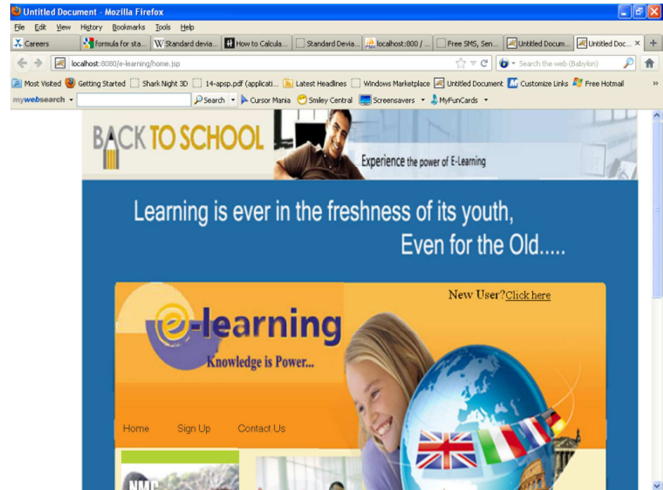 Untitled Document - Mozilla Firefox
File Edit View History Bookmarks Tools Help
Careers formula for sta... Standard devia... How to Calcula... Standard Devia... localhost:800 / ... Free SMS, Sen... Untitled Docum... Untitled Doc...
localhost:8080/e-learning/home.jsp Search the web (Babylon)
Most Visited Getting Started Shark Night 3D 14-apsp.pdf (applicati... Latest Headlines Windows Marketplace Untitled Document Customize Links Free Hotmail
mywebsearch Search Cursor Mania Smiley Central Screensavers MyFunCards
BACK TO SCHOOL
Experience the power of E-Learning
Learning is ever in the freshness of its youth,
Even for the Old.....
New User?Click here
e-learning
Knowledge is Power...
Home Sign Up Contact Us
NMC